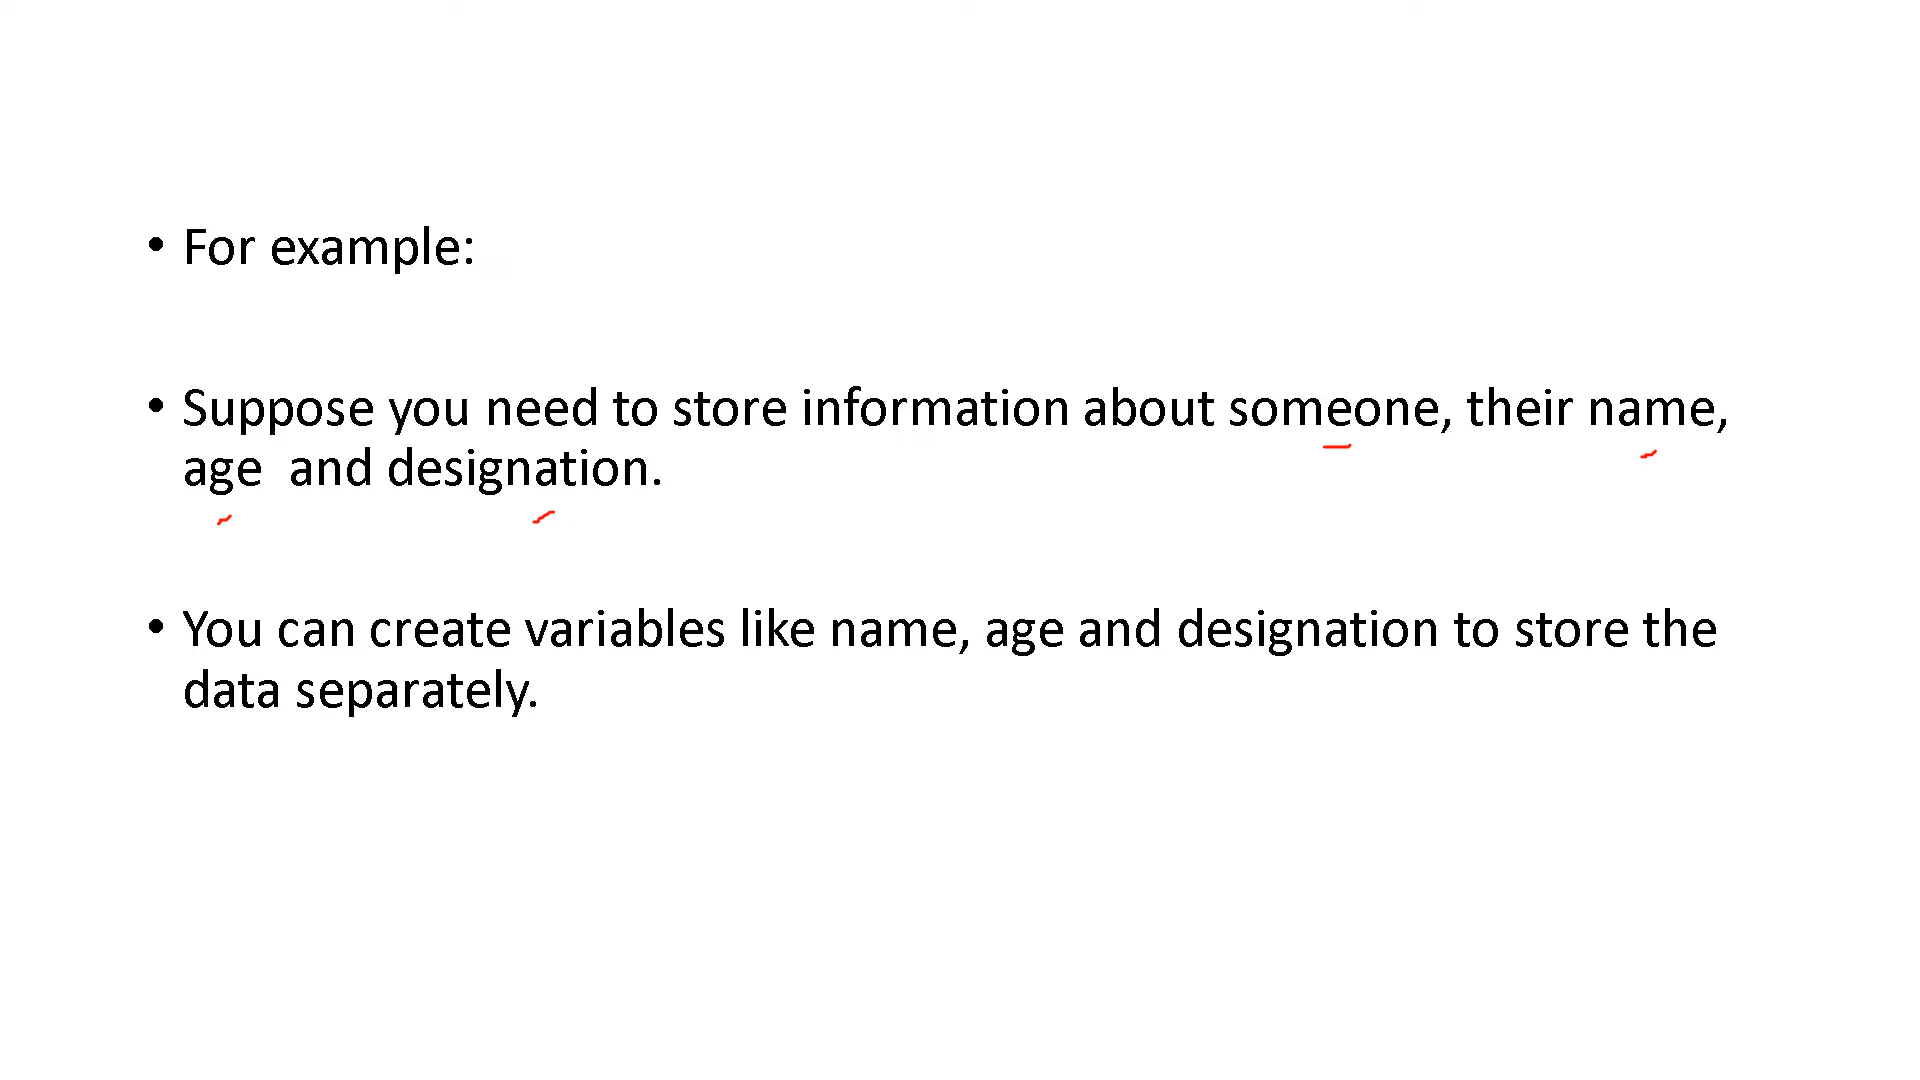 • For example:
• Suppose you need to store information about someone, their name,
age  and designation.
• You can create variables like name, age and designation to store the
data separately.